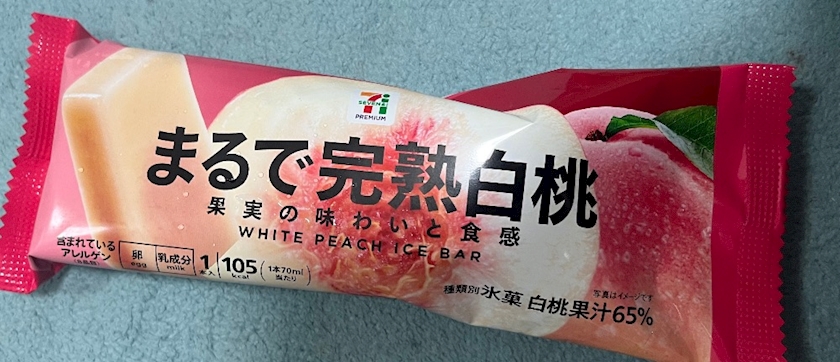 7i
SEVEN&i
PREMIUM
まるで完熟白桃
果実の味わいと食感
WHITE PEACH ICE BAR
含まれている
アレルゲン
卵
egg
乳成分
milk
1
本入
105
kcal
(1本70ml
当たり)
写真はイメージです
種類別 氷菓 白桃果汁65%